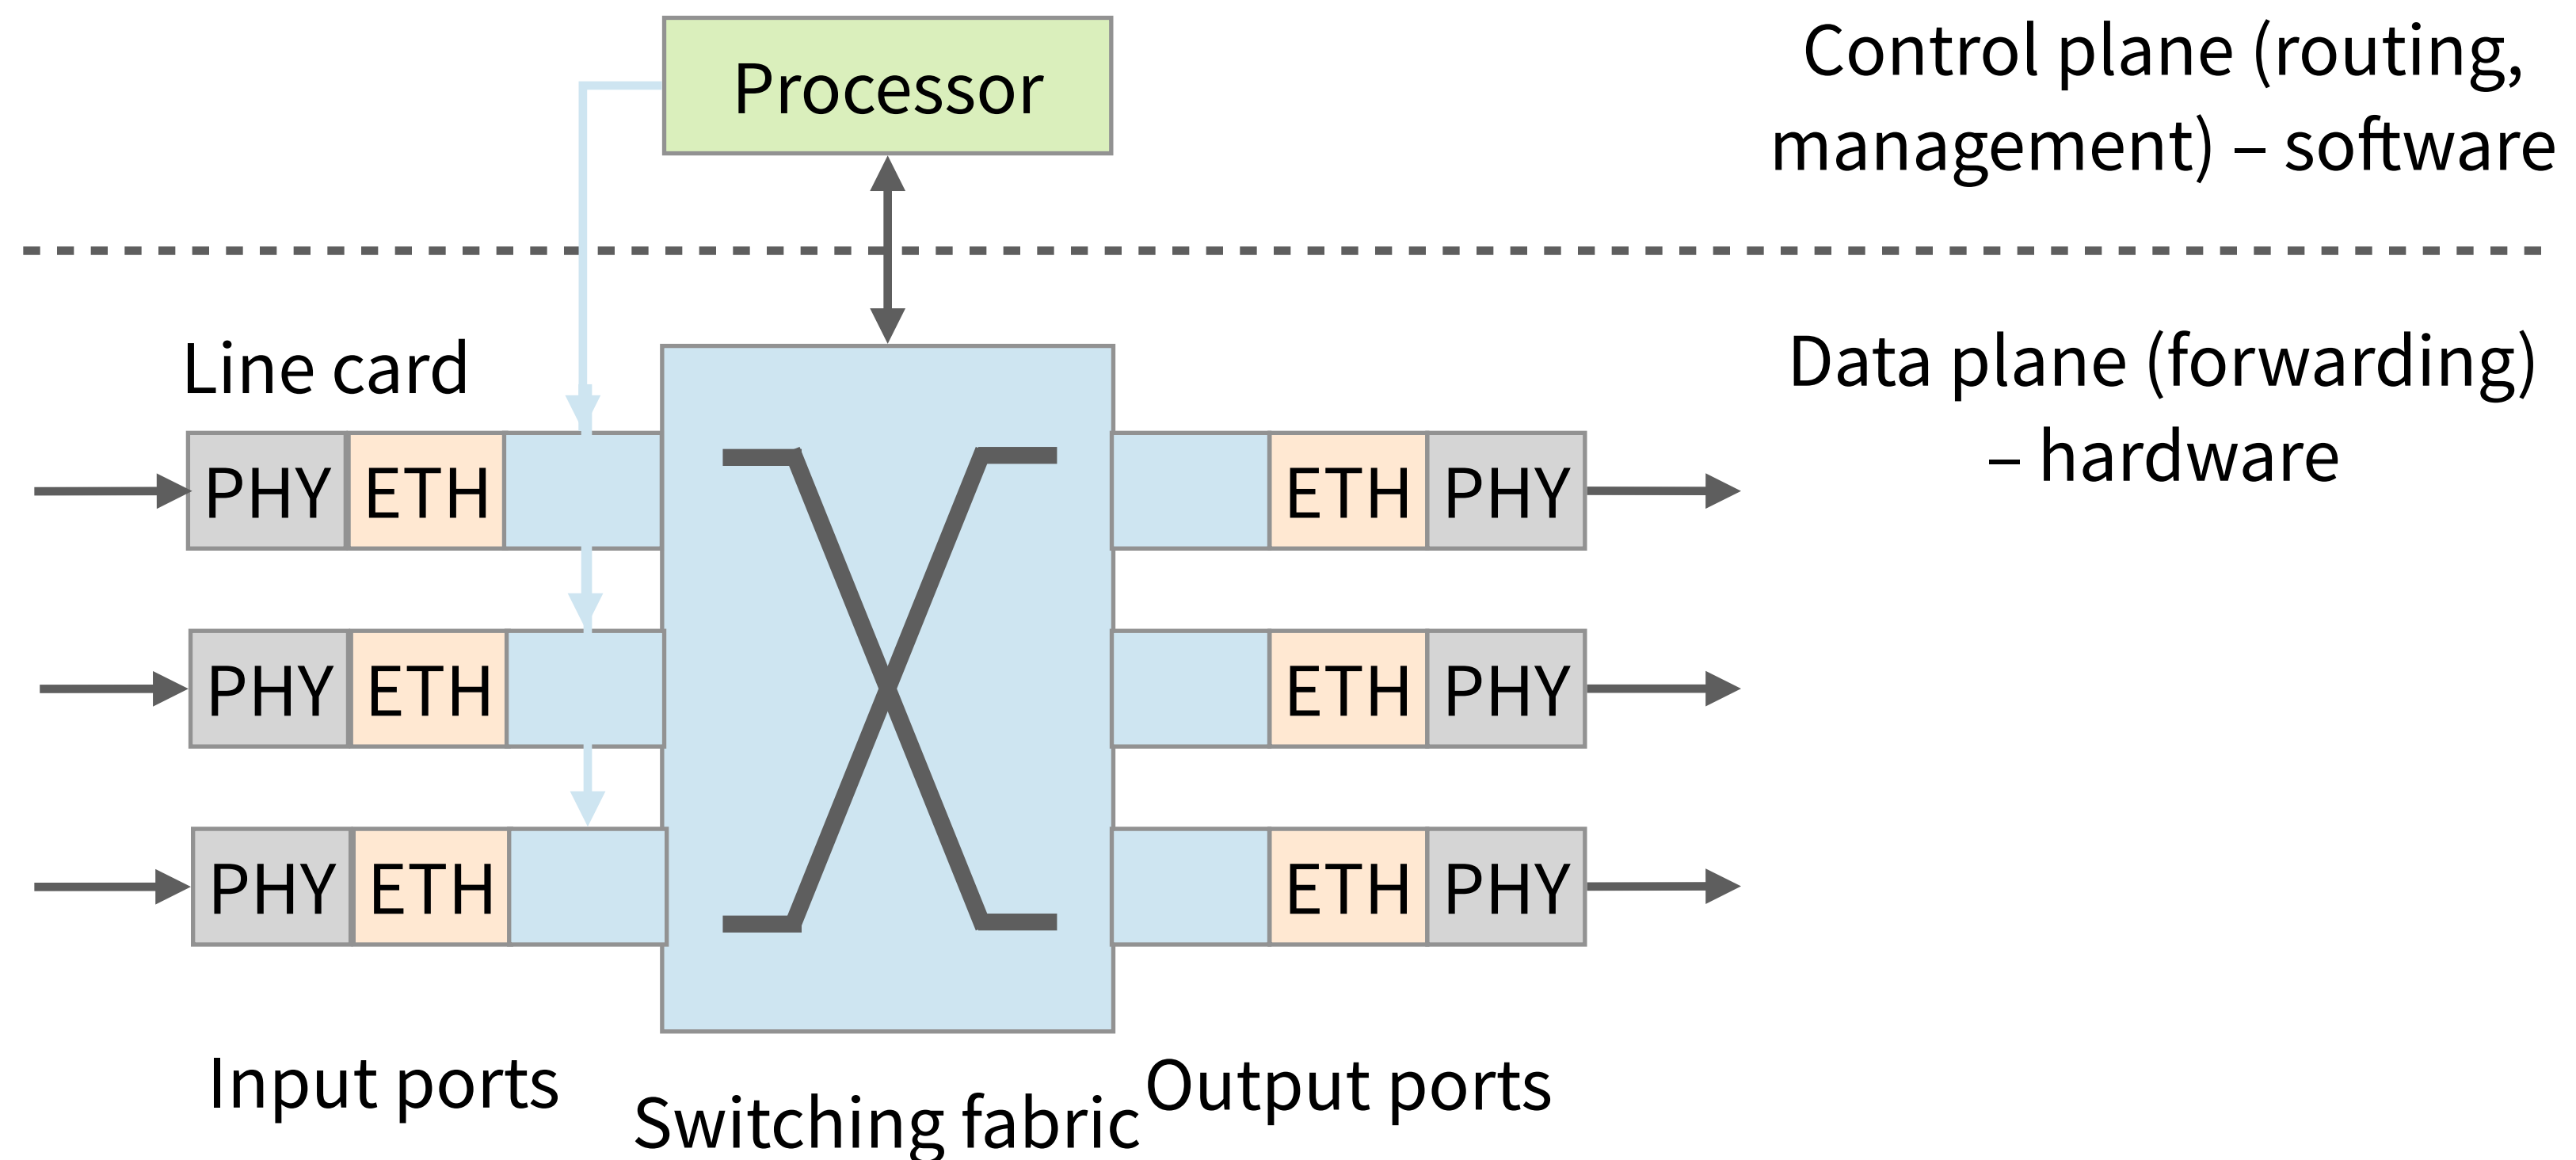 Processor
Control plane (routing,
management) – software
Line card
Data plane (forwarding)
– hardware
PHY ETH
ETH PHY
PHY ETH
ETH PHY
PHY ETH
ETH PHY
Input ports
Switching fabric
Output ports